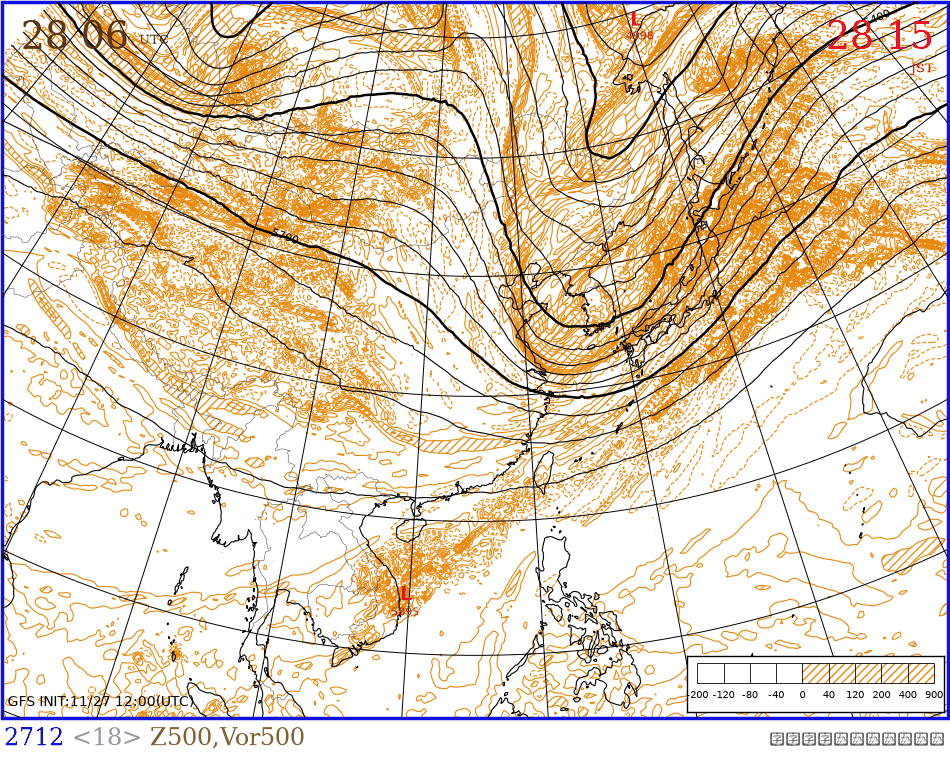 28 06 UTC
28 15 JST
L
L
5700
GFS INIT:11/27 12:00(UTC)
-200 -120 -80 -40 0 40 120 200 400 900
2712 <18> Z500,Vor500